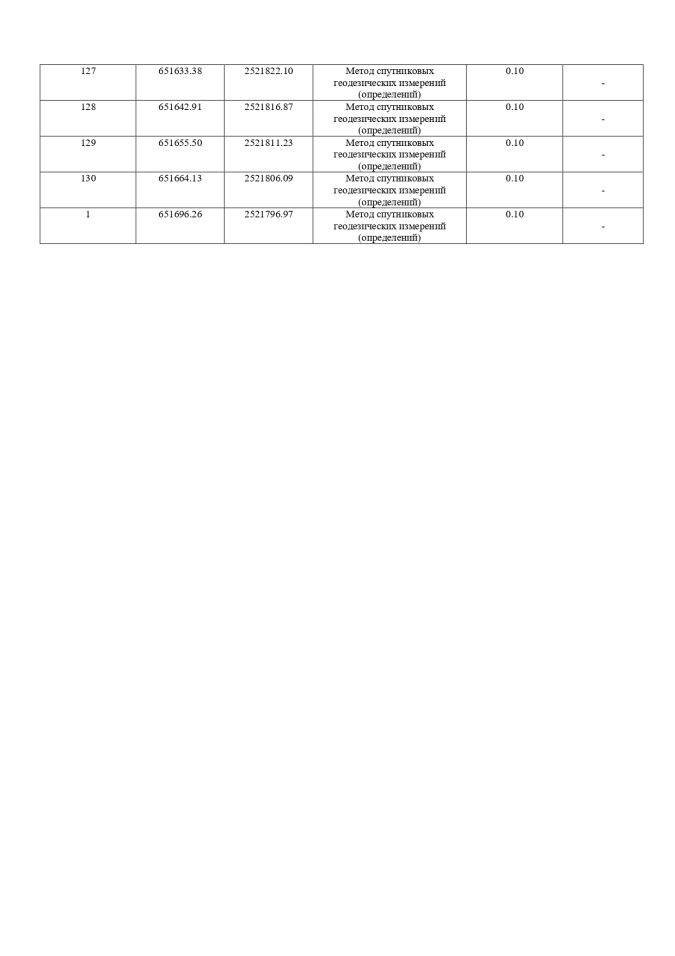 127 651633.38 2521822.10 Метод спутниковых 0.10
геодезических измерений -
(определений)
128 651642.91 2521816.87 Метод спутниковых 0.10
геодезических измерений -
(определений)
129 651655.50 2521811.23 Метод спутниковых 0.10
геодезических измерений -
(определений)
130 651664.13 2521806.09 Метод спутниковых 0.10
геодезических измерений -
(определений)
1 651696.26 2521796.97 Метод спутниковых 0.10
геодезических измерений -
(определений)